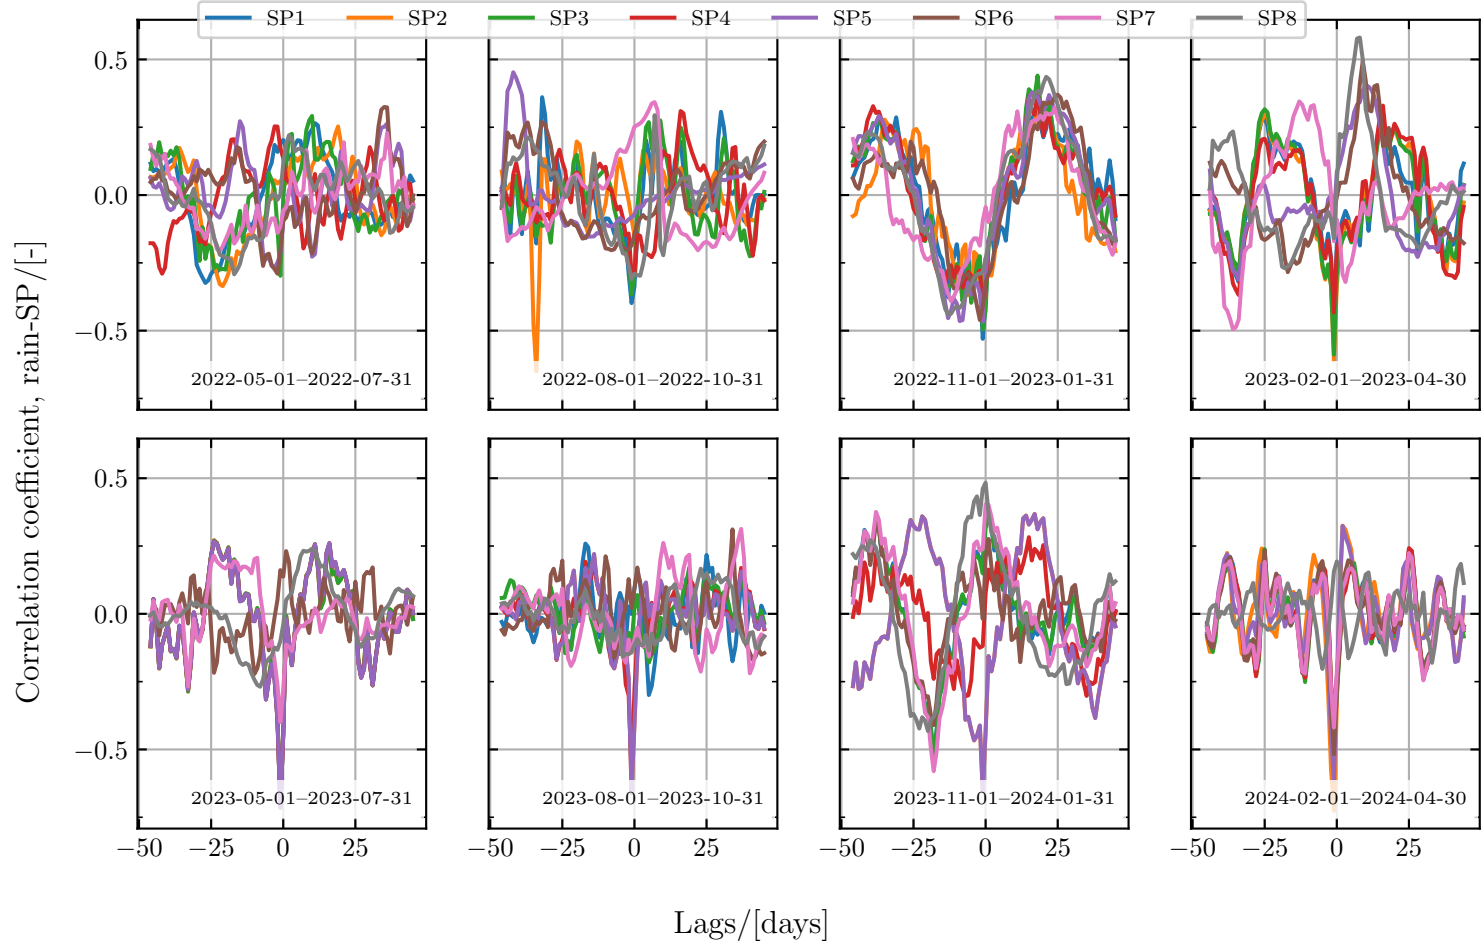 SP1 SP2 SP3 SP4 SP5 SP6 SP7 SP8
Correlation coefficient, rain-SP/[-]
0.5
0.0
−0.5
2022-05-01–2022-07-31
2022-08-01–2022-10-31
2022-11-01–2023-01-31
2023-02-01–2023-04-30
0.5
0.0
−0.5
2023-05-01–2023-07-31
2023-08-01–2023-10-31
2023-11-01–2024-01-31
2024-02-01–2024-04-30
−50 −25 0 25
−50 −25 0 25
−50 −25 0 25
−50 −25 0 25
Lags/[days]